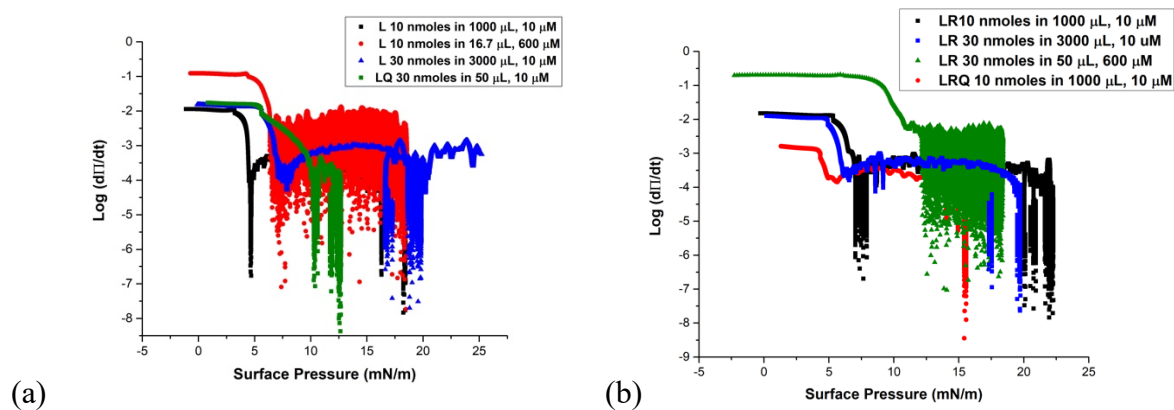 L 10 nmoles in 1000 µL, 10 µM
L 10 nmoles in 16.7 µL, 600 µM
L 30 nmoles in 3000 µL, 10 µM
LQ 30 nmoles in 50 µL, 10 µM
0
-1
-2
-3
-4
-5
-6
-7
-8
Log (dΠ/dt)
-5 0 5 10 15 20 25 30
Surface Pressure (mN/m)
(a)
LR10 nmoles in 1000 µL, 10 µM
LR 30 nmoles in 3000 µL, 10 uM
LR 30 nmoles in 50 µL, 600 µM
LRQ 10 nmoles in 1000 µL, 10 µM
0
-1
-2
-3
-4
-5
-6
-7
-8
-9
Log (dΠ/dt)
-5 0 5 10 15 20 25
Surface Pressure (mN/m)
(b)